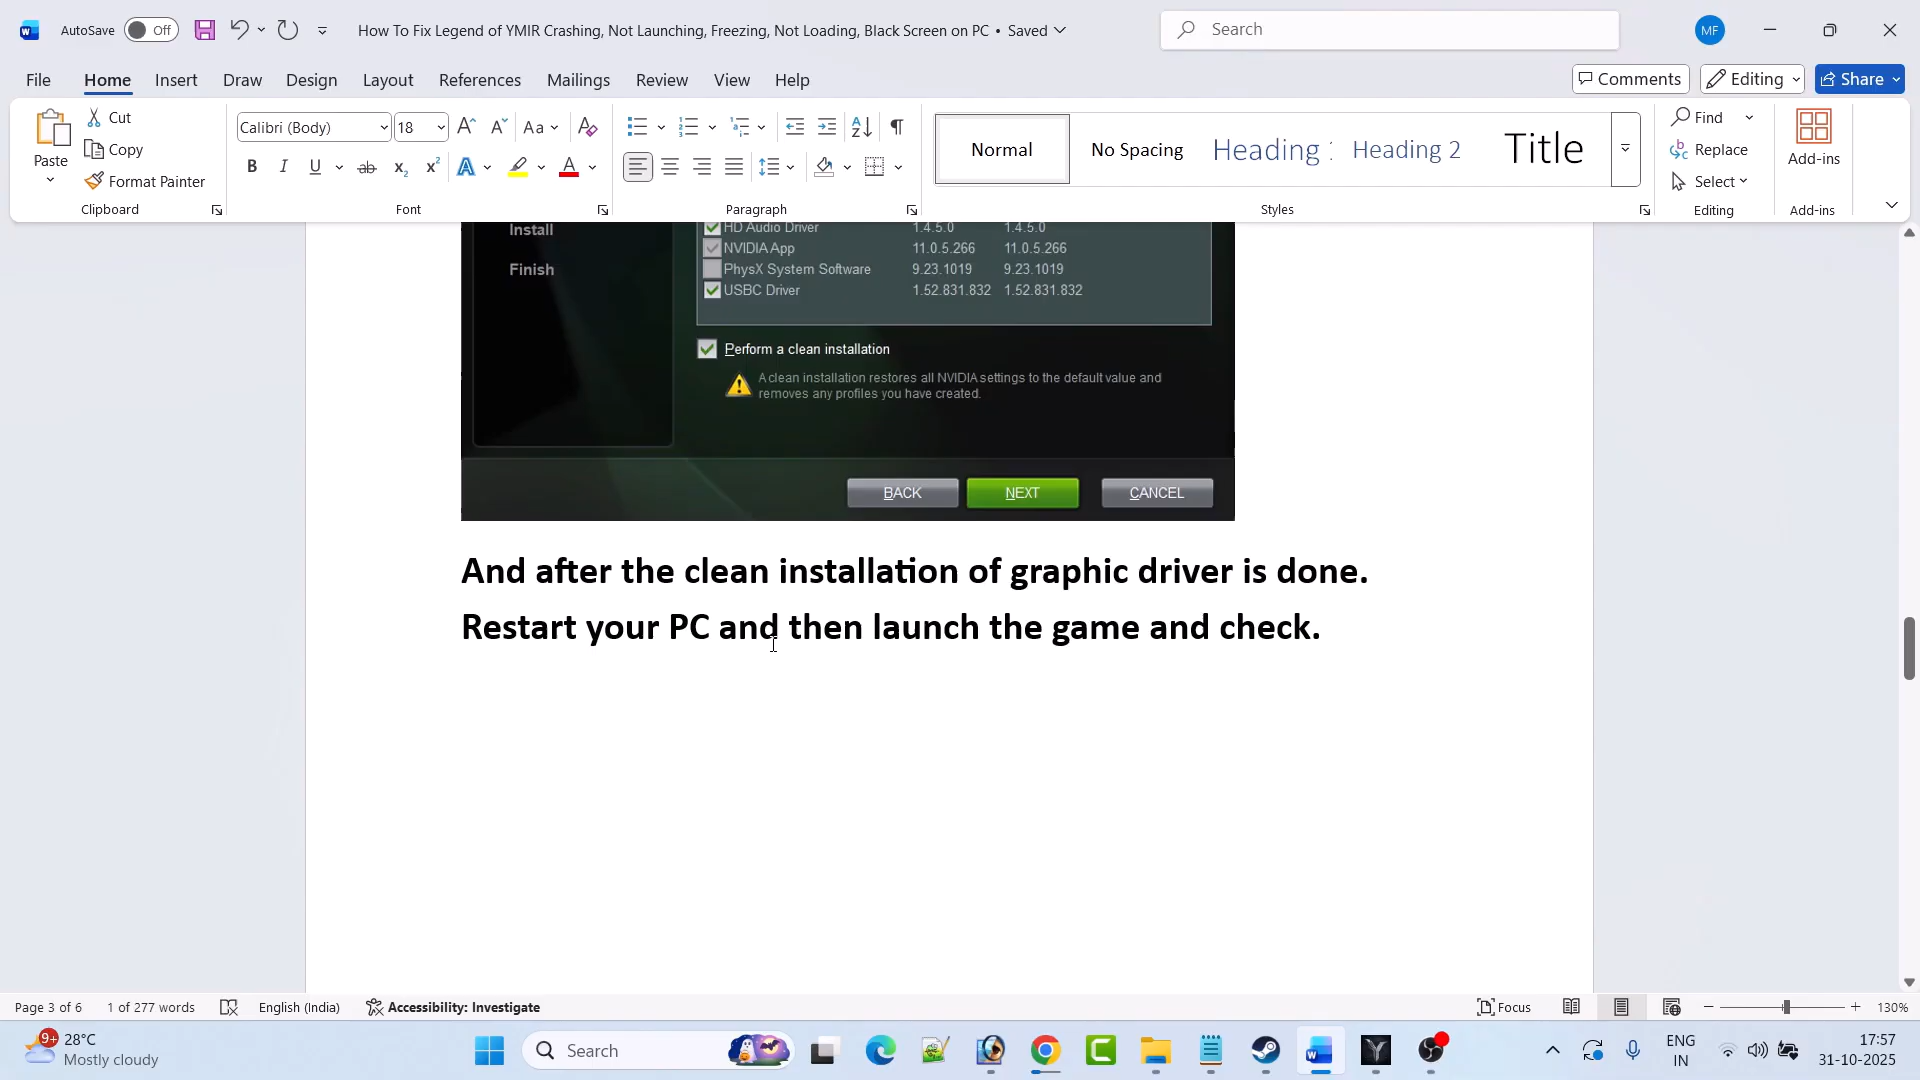 AutoSave Off How To Fix Legend of YMIR Crashing, Not Launching, Freezing, Not Loading, Black Screen on PC • Saved Search MF
File Home Insert Draw Design Layout References Mailings Review View Help Comments Editing Share
Paste Cut Copy Format Painter
Calibri (Body) 18
Normal No Spacing Heading 1 Heading 2 Title
Find Replace Select
Add-ins
Clipboard Font Paragraph Styles Editing Add-ins
Install
Finish
HD Audio Driver 1.4.5.0 1.4.5.0
NVIDIA App 11.0.5.266 11.0.5.266
PhysX System Software 9.23.1019 9.23.1019
USBC Driver 1.52.831.832 1.52.831.832
Perform a clean installation
A clean installation restores all NVIDIA settings to the default value and
removes any profiles you have created.
BACK NEXT CANCEL
And after the clean installation of graphic driver is done.
Restart your PC and then launch the game and check.
Page 3 of 6 1 of 277 words English (India) Accessibility: Investigate Focus 130%
9+ 28°C
Mostly cloudy
Search
ENG
IN
17:57
31-10-2025